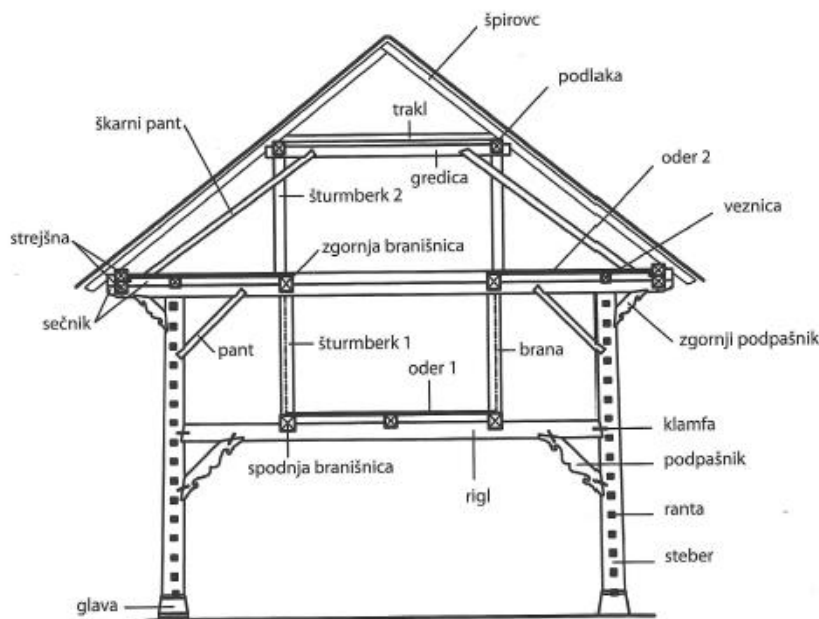 špirovc
podlaka
trakl
škarni pant
oder 2
gredica
veznica
šturmberk 2
strejšna
zgornja branišnica
sečnik
zgornji podpašnik
pant
šturmberk 1
brana
oder 1
klamfa
podpašnik
spodnja branišnica
rigl
ranta
steber
glava